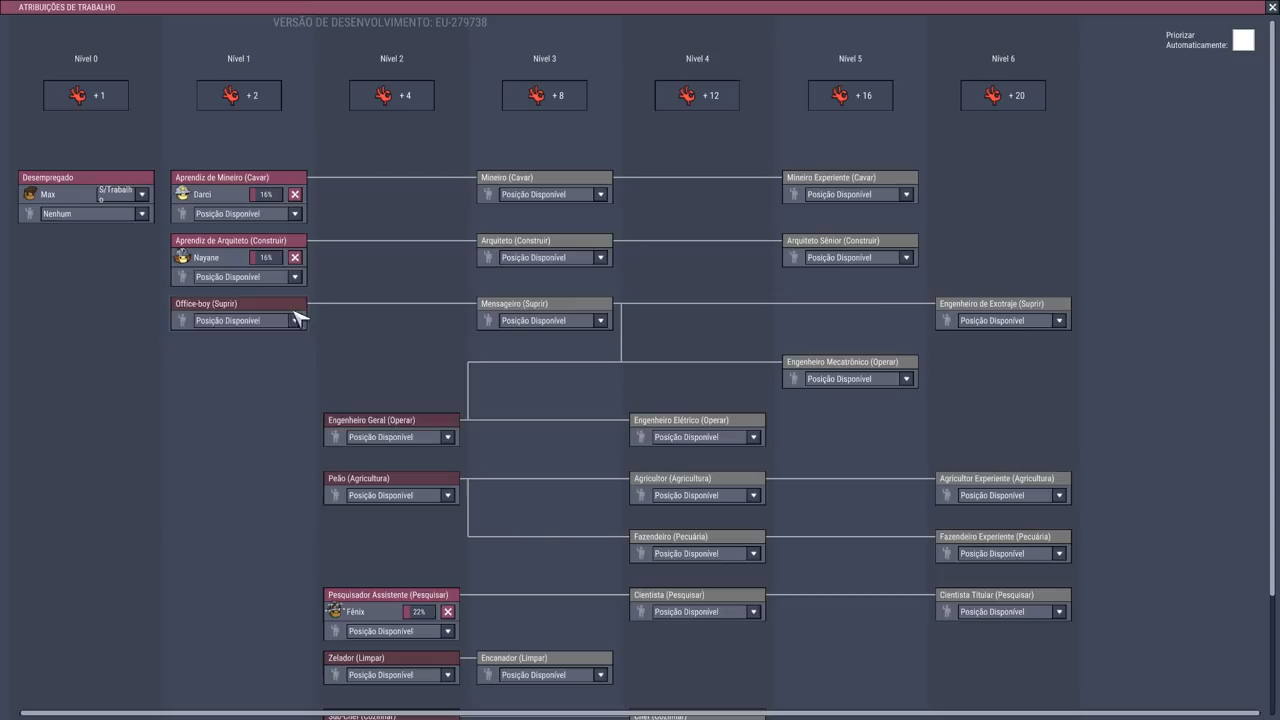 ATRIBUIÇÕES DE TRABALHO
VERSÃO DE DESENVOLVIMENTO: EU-279738
Priorizar
Automaticamente:
Nível 0
Nível 1
Nível 2
Nível 3
Nível 4
Nível 5
Nível 6
+ 1
+ 2
+ 4
+ 8
+ 12
+ 16
+ 20
Desempregado
Max
S/Trabalh
o
Nenhum
Aprendiz de Mineiro (Cavar)
Darci
16%
Posição Disponível
Mineiro (Cavar)
Posição Disponível
Mineiro Experiente (Cavar)
Posição Disponível
Aprendiz de Arquiteto (Construir)
Nayane
16%
Posição Disponível
Arquiteto (Construir)
Posição Disponível
Arquiteto Sênior (Construir)
Posição Disponível
Office-boy (Suprir)
Posição Disponível
Mensageiro (Suprir)
Posição Disponível
Engenheiro de Exotraje (Suprir)
Posição Disponível
Engenheiro Mecatrônico (Operar)
Posição Disponível
Engenheiro Geral (Operar)
Posição Disponível
Engenheiro Elétrico (Operar)
Posição Disponível
Peão (Agricultura)
Posição Disponível
Agricultor (Agricultura)
Posição Disponível
Agricultor Experiente (Agricultura)
Posição Disponível
Fazendeiro (Pecuária)
Posição Disponível
Fazendeiro Experiente (Pecuária)
Posição Disponível
Pesquisador Assistente (Pesquisar)
Fênix
22%
Posição Disponível
Cientista (Pesquisar)
Posição Disponível
Cientista Titular (Pesquisar)
Posição Disponível
Zelador (Limpar)
Posição Disponível
Encanador (Limpar)
Posição Disponível
Sub-Chef (Cozinhar)
Chef (Cozinhar)